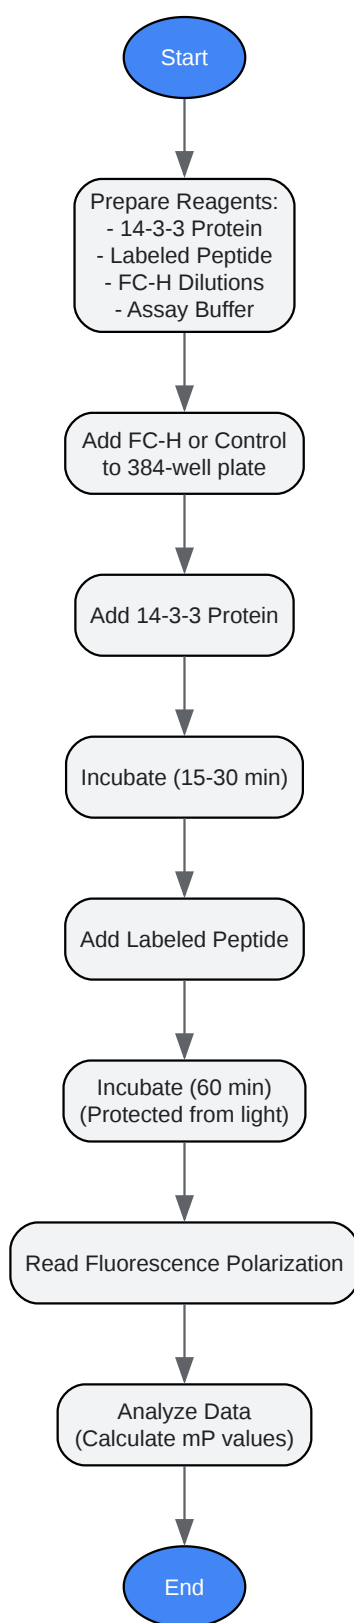 Start
Prepare Reagents:
- 14-3-3 Protein
- Labeled Peptide
- FC-H Dilutions
- Assay Buffer
Add FC-H or Control
to 384-well plate
Add 14-3-3 Protein
Incubate (15-30 min)
Add Labeled Peptide
Incubate (60 min)
(Protected from light)
Read Fluorescence Polarization
Analyze Data
(Calculate mP values)
End